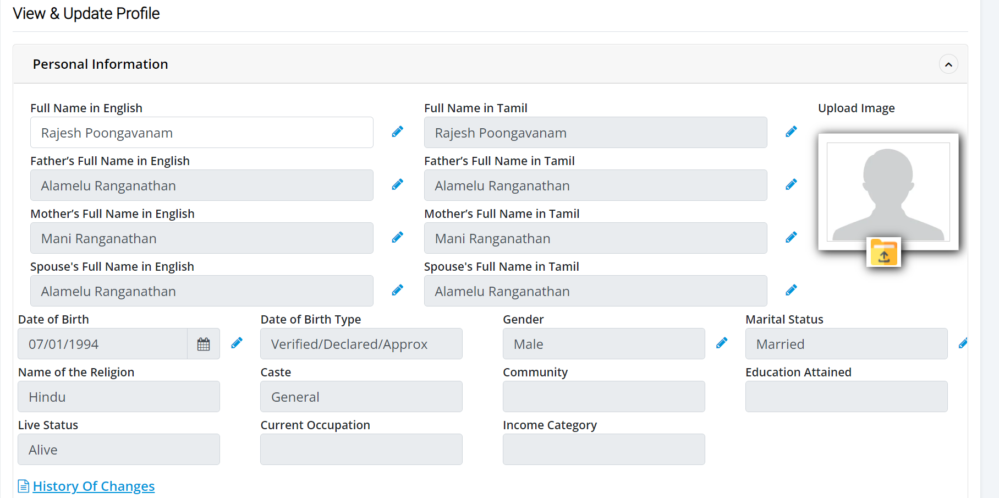 View & Update Profile
Personal Information
Full Name in English Full Name in Tamil Upload Image
Rajesh Poongavanam Rajesh Poongavanam
Father’s Full Name in English Father’s Full Name in Tamil
Alamelu Ranganathan Alamelu Ranganathan
Mother’s Full Name in English Mother’s Full Name in Tamil
Mani Ranganathan Mani Ranganathan
Spouse's Full Name in English Spouse's Full Name in Tamil
Alamelu Ranganathan Alamelu Ranganathan
Date of Birth Date of Birth Type Gender Marital Status
07/01/1994 Verified/Declared/Approx Male Married
Name of the Religion Caste Community Education Attained
Hindu General
Live Status Current Occupation Income Category
Alive
History Of Changes